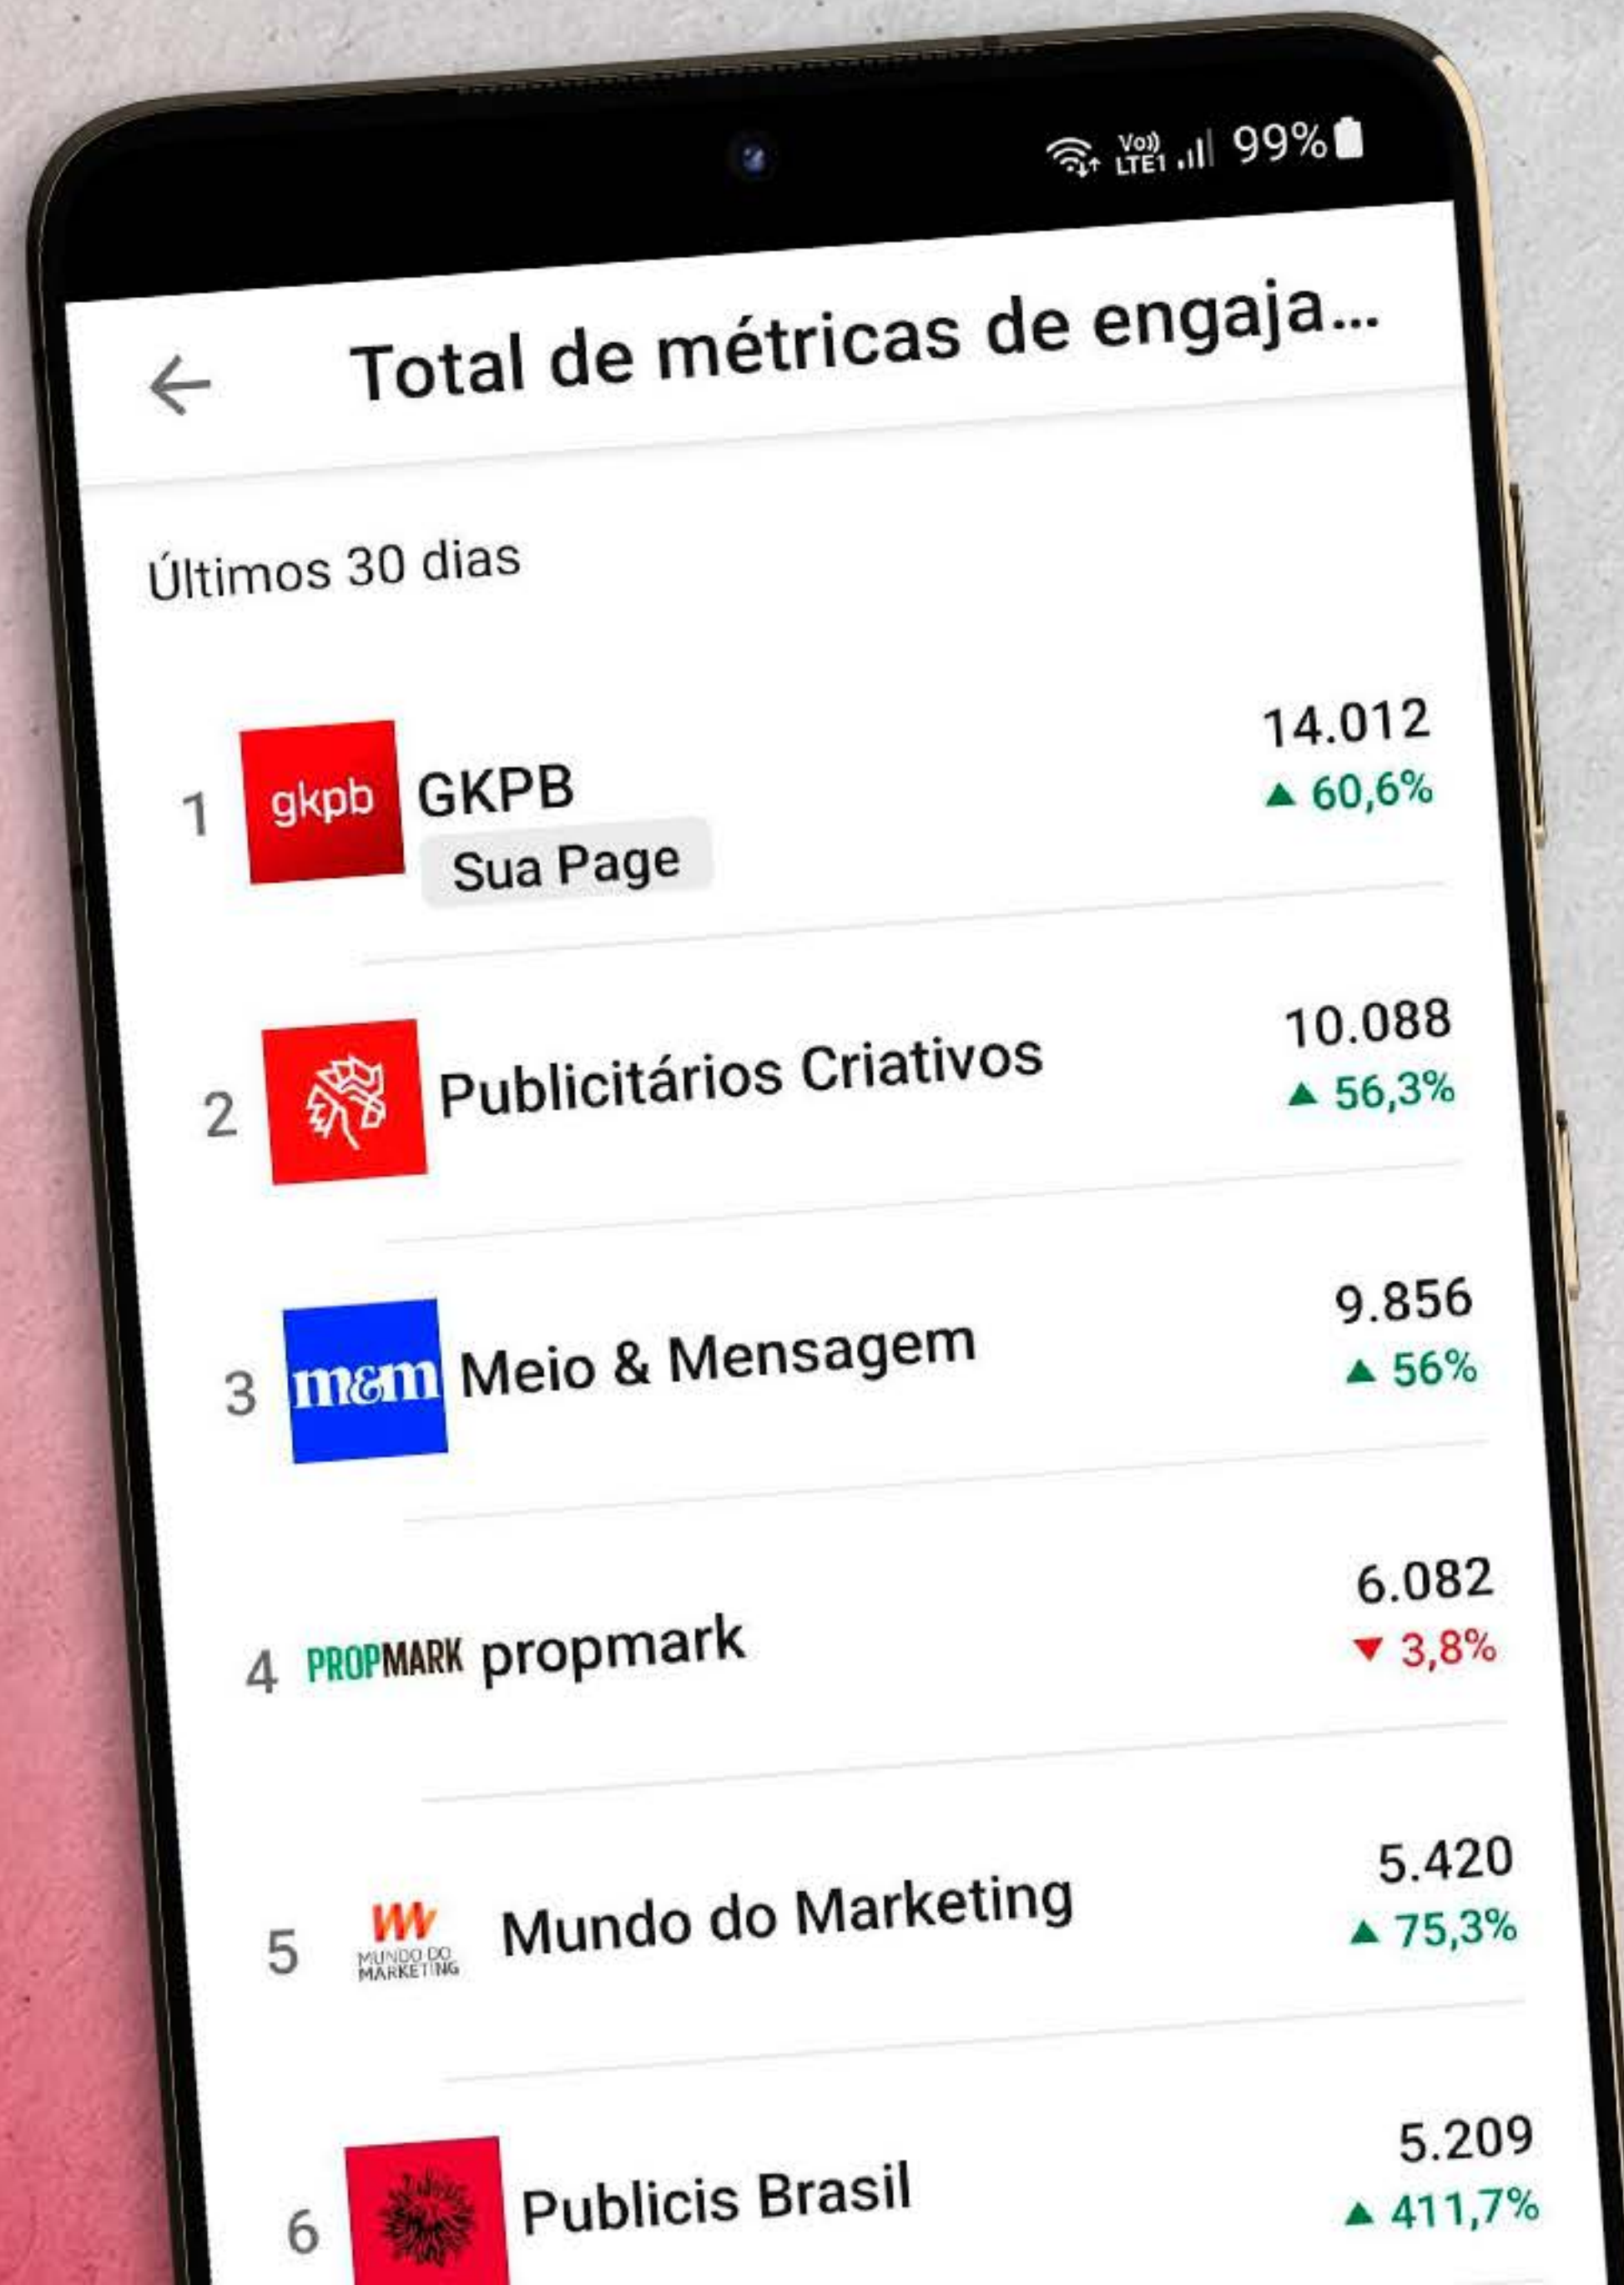 Vo)) LTE1 99%
Total de métricas de engaja...
Últimos 30 dias
1 gkpb GKPB 14.012
▲ 60,6%
Sua Page
2 Publicitários Criativos 10.088
▲ 56,3%
3 m&m Meio & Mensagem 9.856
▲ 56%
4 PROPMARK propmark 6.082
▼ 3,8%
5 MUNDO DO MARKETING Mundo do Marketing 5.420
▲ 75,3%
6 Publicis Brasil 5.209
▲ 411,7%